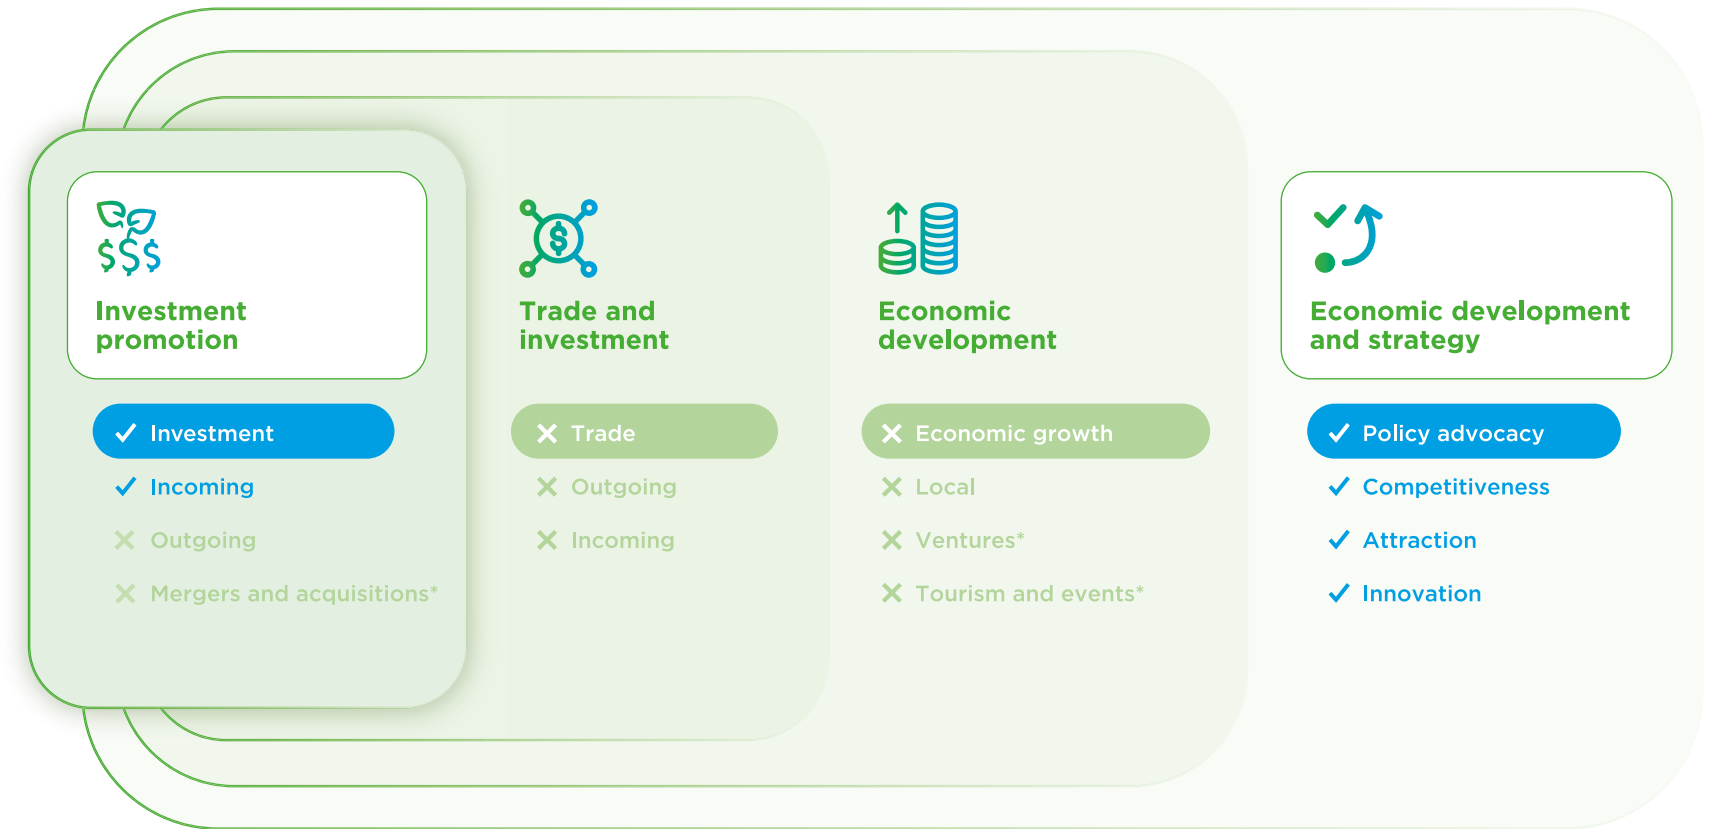 Investment
promotion
Investment
Incoming
Outgoing
Mergers and acquisitions*
Trade and
investment
Trade
Outgoing
Incoming
Economic
development
Economic growth
Local
Ventures*
Tourism and events*
Economic development
and strategy
Policy advocacy
Competitiveness
Attraction
Innovation